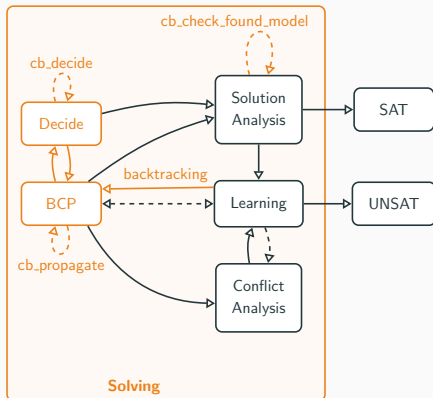 cb_check_found_model
cb_decide
Solution
Analysis
SAT
Decide
backtracking
BCP
Learning
UNSAT
cb_propagate
Conflict
Analysis
Solving